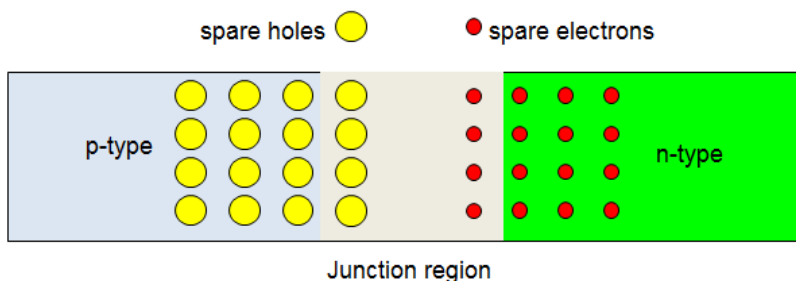 spare holes
spare electrons
p-type
n-type
Junction region